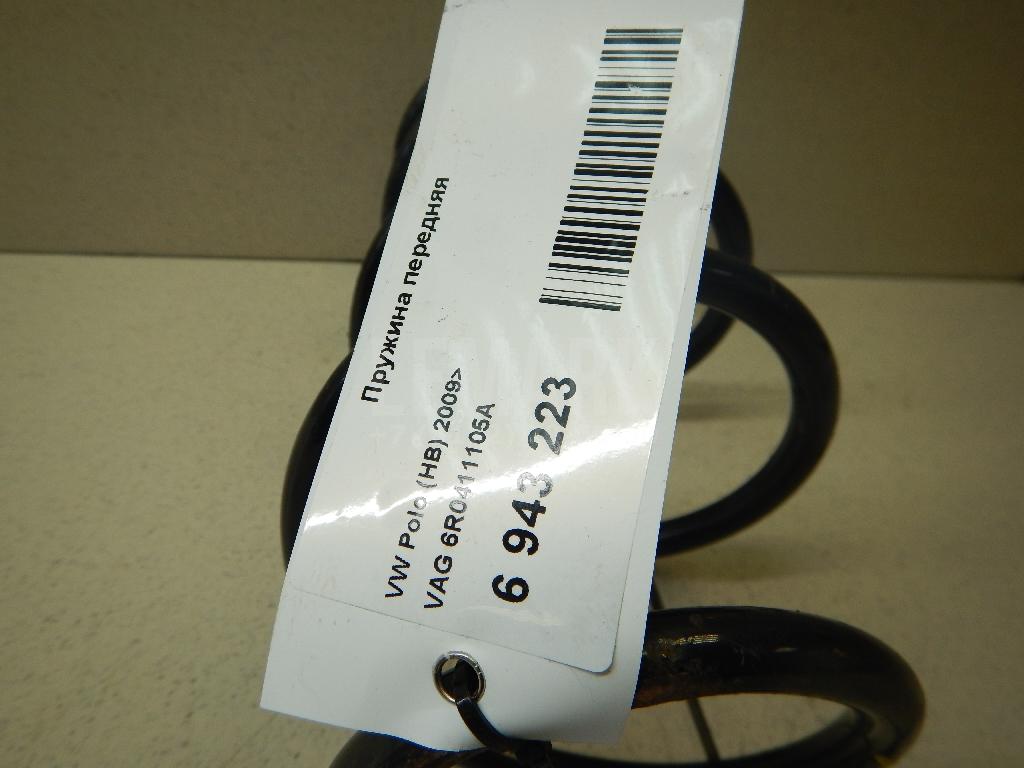 Пружина передняя
VW Polo (HB) 2009>
VAG 6R0411105A
6 943 223